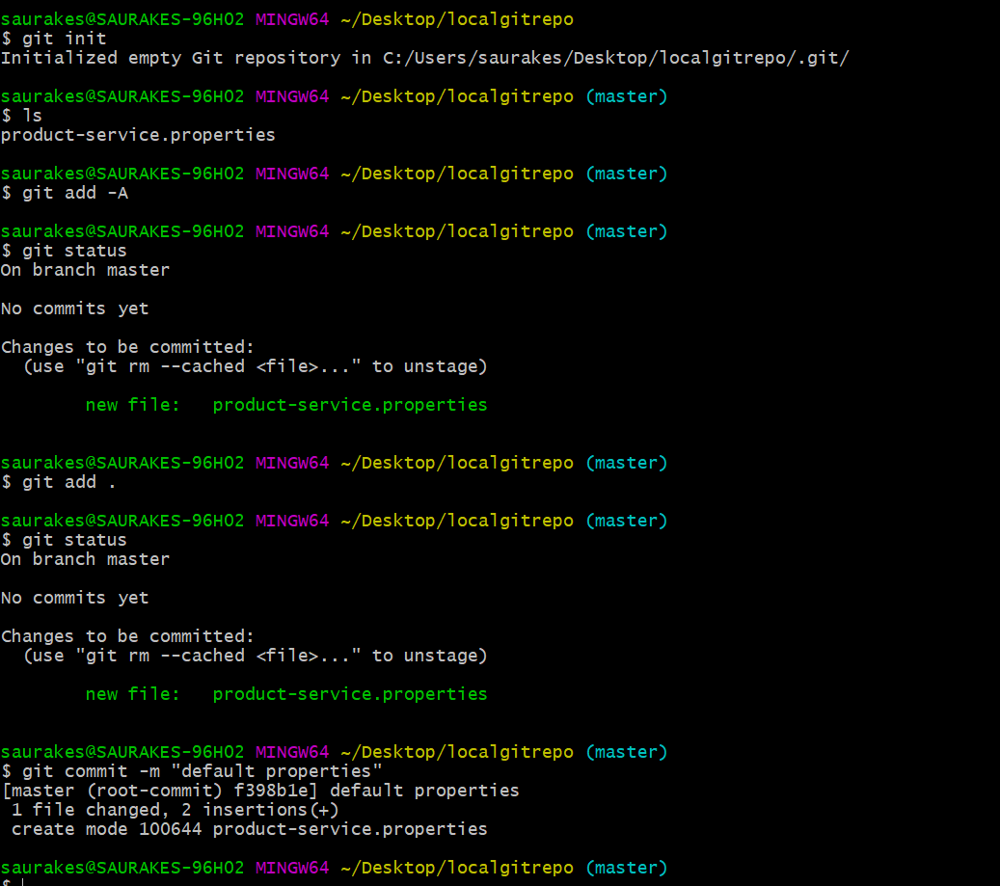 saurakes@SAURAKES-96H02 MINGW64 ~/Desktop/localgitrepo
$ git init
Initialized empty Git repository in C:/Users/saurakes/Desktop/localgitrepo/.git/
saurakes@SAURAKES-96H02 MINGW64 ~/Desktop/localgitrepo (master)
$ ls
product-service.properties
saurakes@SAURAKES-96H02 MINGW64 ~/Desktop/localgitrepo (master)
$ git add -A
saurakes@SAURAKES-96H02 MINGW64 ~/Desktop/localgitrepo (master)
$ git status
On branch master
No commits yet
Changes to be committed:
  (use "git rm --cached <file>..." to unstage)
        new file:   product-service.properties
saurakes@SAURAKES-96H02 MINGW64 ~/Desktop/localgitrepo (master)
$ git add .
saurakes@SAURAKES-96H02 MINGW64 ~/Desktop/localgitrepo (master)
$ git status
On branch master
No commits yet
Changes to be committed:
  (use "git rm --cached <file>..." to unstage)
        new file:   product-service.properties
saurakes@SAURAKES-96H02 MINGW64 ~/Desktop/localgitrepo (master)
$ git commit -m "default properties"
[master (root-commit) f398b1e] default properties
 1 file changed, 2 insertions(+)
 create mode 100644 product-service.properties
saurakes@SAURAKES-96H02 MINGW64 ~/Desktop/localgitrepo (master)
$